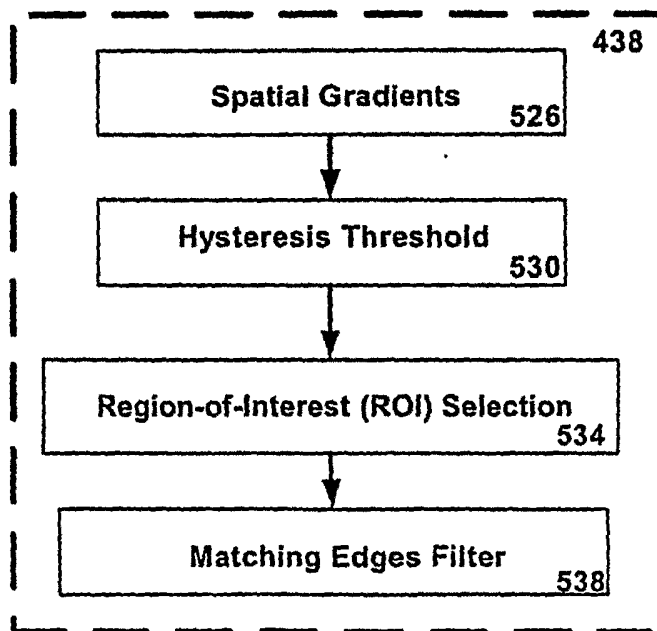 438
Spatial Gradients
526
Hysteresis Threshold
530
Region-of-Interest (ROI) Selection
534
Matching Edges Filter
538